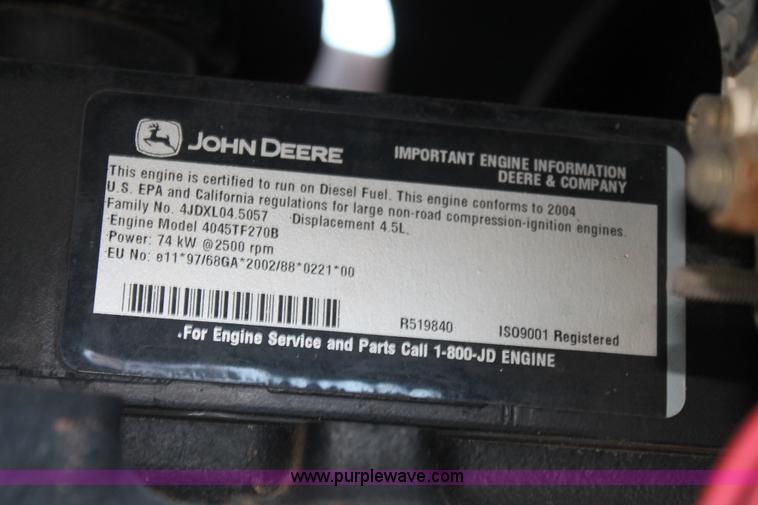 JOHN DEERE
IMPORTANT ENGINE INFORMATION
DEERE & COMPANY
This engine is certified to run on Diesel Fuel. This engine conforms to 2004
U.S. EPA and California regulations for large non-road compression-ignition engines.
Family No. 4JDXL04.5057 Displacement 4.5L.
Engine Model 4045TF270B
Power: 74 kW @2500 rpm
EU No: e11*97/68GA*2002/88*0221*00
R519840 ISO9001 Registered
For Engine Service and Parts Call 1-800-JD ENGINE
www.purplewave.com